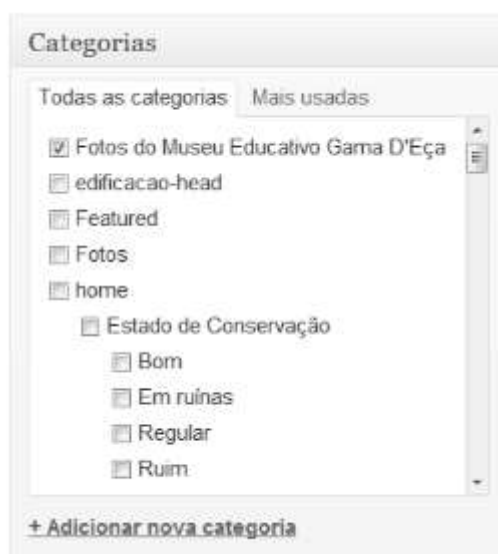 Categorias
Todas as categorias Mais usadas
Fotos do Museu Educativo Gama D'Eça
edificacao-head
Featured
Fotos
home
Estado de Conservação
Bom
Em ruínas
Regular
Ruim
+ Adicionar nova categoria